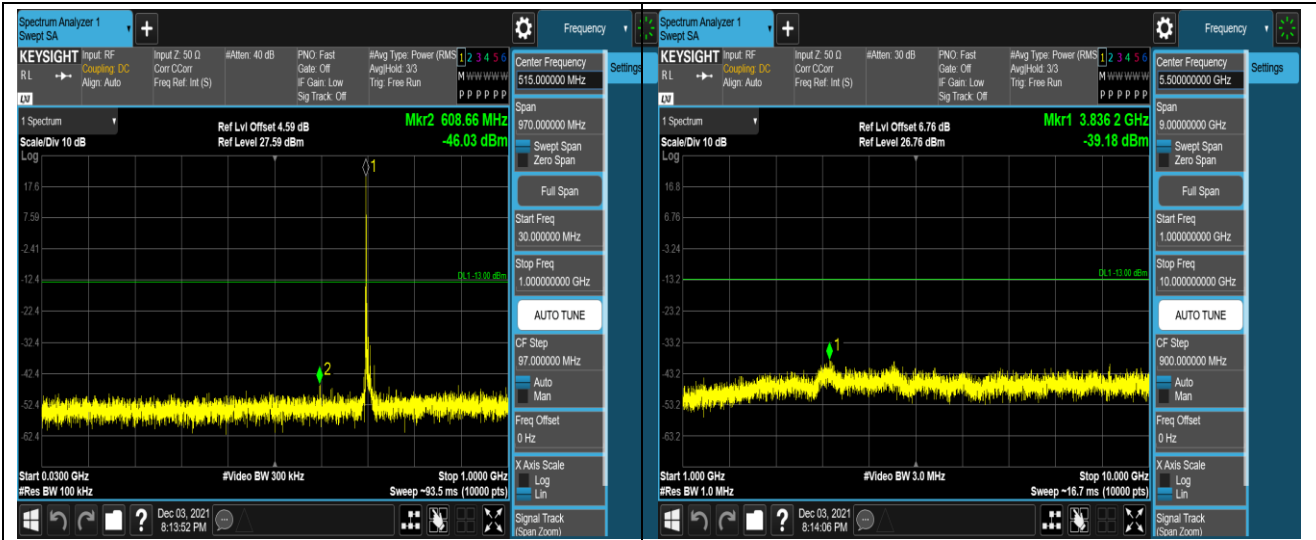 Spectrum Analyzer 1
Swept SA
+
Frequency
KEYSIGHT
Input: RF
Input Z: 50 Ω
#Atten: 40 dB
PNO: Fast
#Avg Type: Power (RMS
1 2 3 4 5 6
RL
Coupling: DC
Corr CCorr
Gate: Off
Avg|Hold: 3/3
M W W W W W
Align: Auto
Freq Ref: Int (S)
IF Gain: Low
Trig: Free Run
Sig Track: Off
P P P P P P
LXI
1 Spectrum
Ref Lvl Offset 4.59 dB
Mkr2 608.66 MHz
Scale/Div 10 dB
Ref Level 27.59 dBm
-46.03 dBm
Log
1
17.6
7.59
-2.41
DL1 -13.00 dBm
-12.4
-22.4
-32.4
-42.4
2
-52.4
-62.4
Start 0.0300 GHz
#Video BW 300 kHz
Stop 1.0000 GHz
#Res BW 100 kHz
Sweep ~93.5 ms (10000 pts)
Center Frequency
515.000000 MHz
Settings
Span
970.000000 MHz
Swept Span
Zero Span
Full Span
Start Freq
30.000000 MHz
Stop Freq
1.000000000 GHz
AUTO TUNE
CF Step
97.000000 MHz
Auto
Man
Freq Offset
0 Hz
X Axis Scale
Log
Lin
Signal Track
(Span Zoom)
?
Dec 03, 2021
8:13:52 PM
Spectrum Analyzer 1
Swept SA
+
Frequency
KEYSIGHT
Input: RF
Input Z: 50 Ω
#Atten: 30 dB
PNO: Fast
#Avg Type: Power (RMS
1 2 3 4 5 6
RL
Coupling: DC
Corr CCorr
Gate: Off
Avg|Hold: 3/3
M W W W W W
Align: Auto
Freq Ref: Int (S)
IF Gain: Low
Trig: Free Run
Sig Track: Off
P P P P P P
LXI
1 Spectrum
Ref Lvl Offset 6.76 dB
Mkr1 3.836 2 GHz
Scale/Div 10 dB
Ref Level 26.76 dBm
-39.18 dBm
Log
16.8
6.76
-3.24
DL1 -13.00 dBm
-13.2
-23.2
-33.2
1
-43.2
-53.2
-63.2
Start 1.000 GHz
#Video BW 3.0 MHz
Stop 10.000 GHz
#Res BW 1.0 MHz
Sweep ~16.7 ms (10000 pts)
Center Frequency
5.500000000 GHz
Settings
Span
9.00000000 GHz
Swept Span
Zero Span
Full Span
Start Freq
1.000000000 GHz
Stop Freq
10.000000000 GHz
AUTO TUNE
CF Step
900.000000 MHz
Auto
Man
Freq Offset
0 Hz
X Axis Scale
Log
Lin
Signal Track
(Span Zoom)
?
Dec 03, 2021
8:14:06 PM